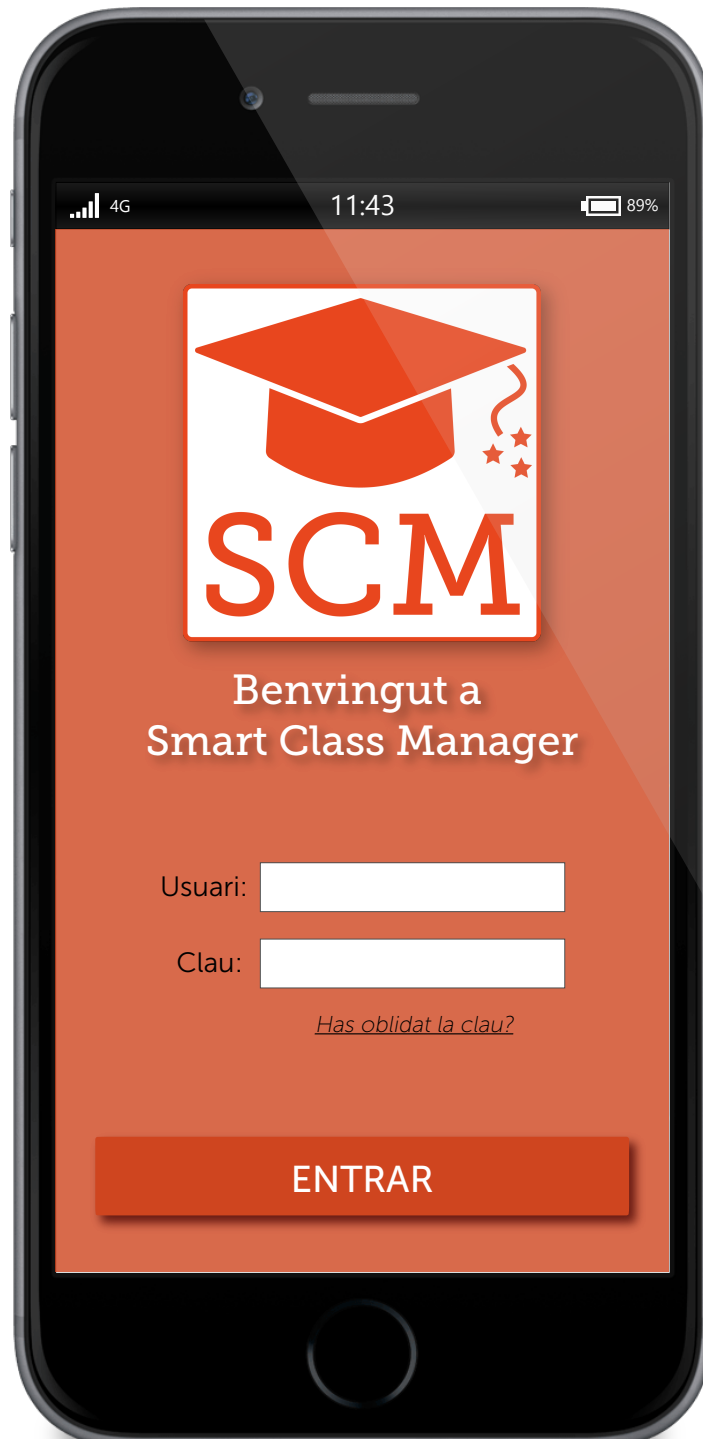 4G
11:43
89%
SCM
Benvingut a
Smart Class Manager
Usuari:
Clau:
Has oblidat la clau?
ENTRAR